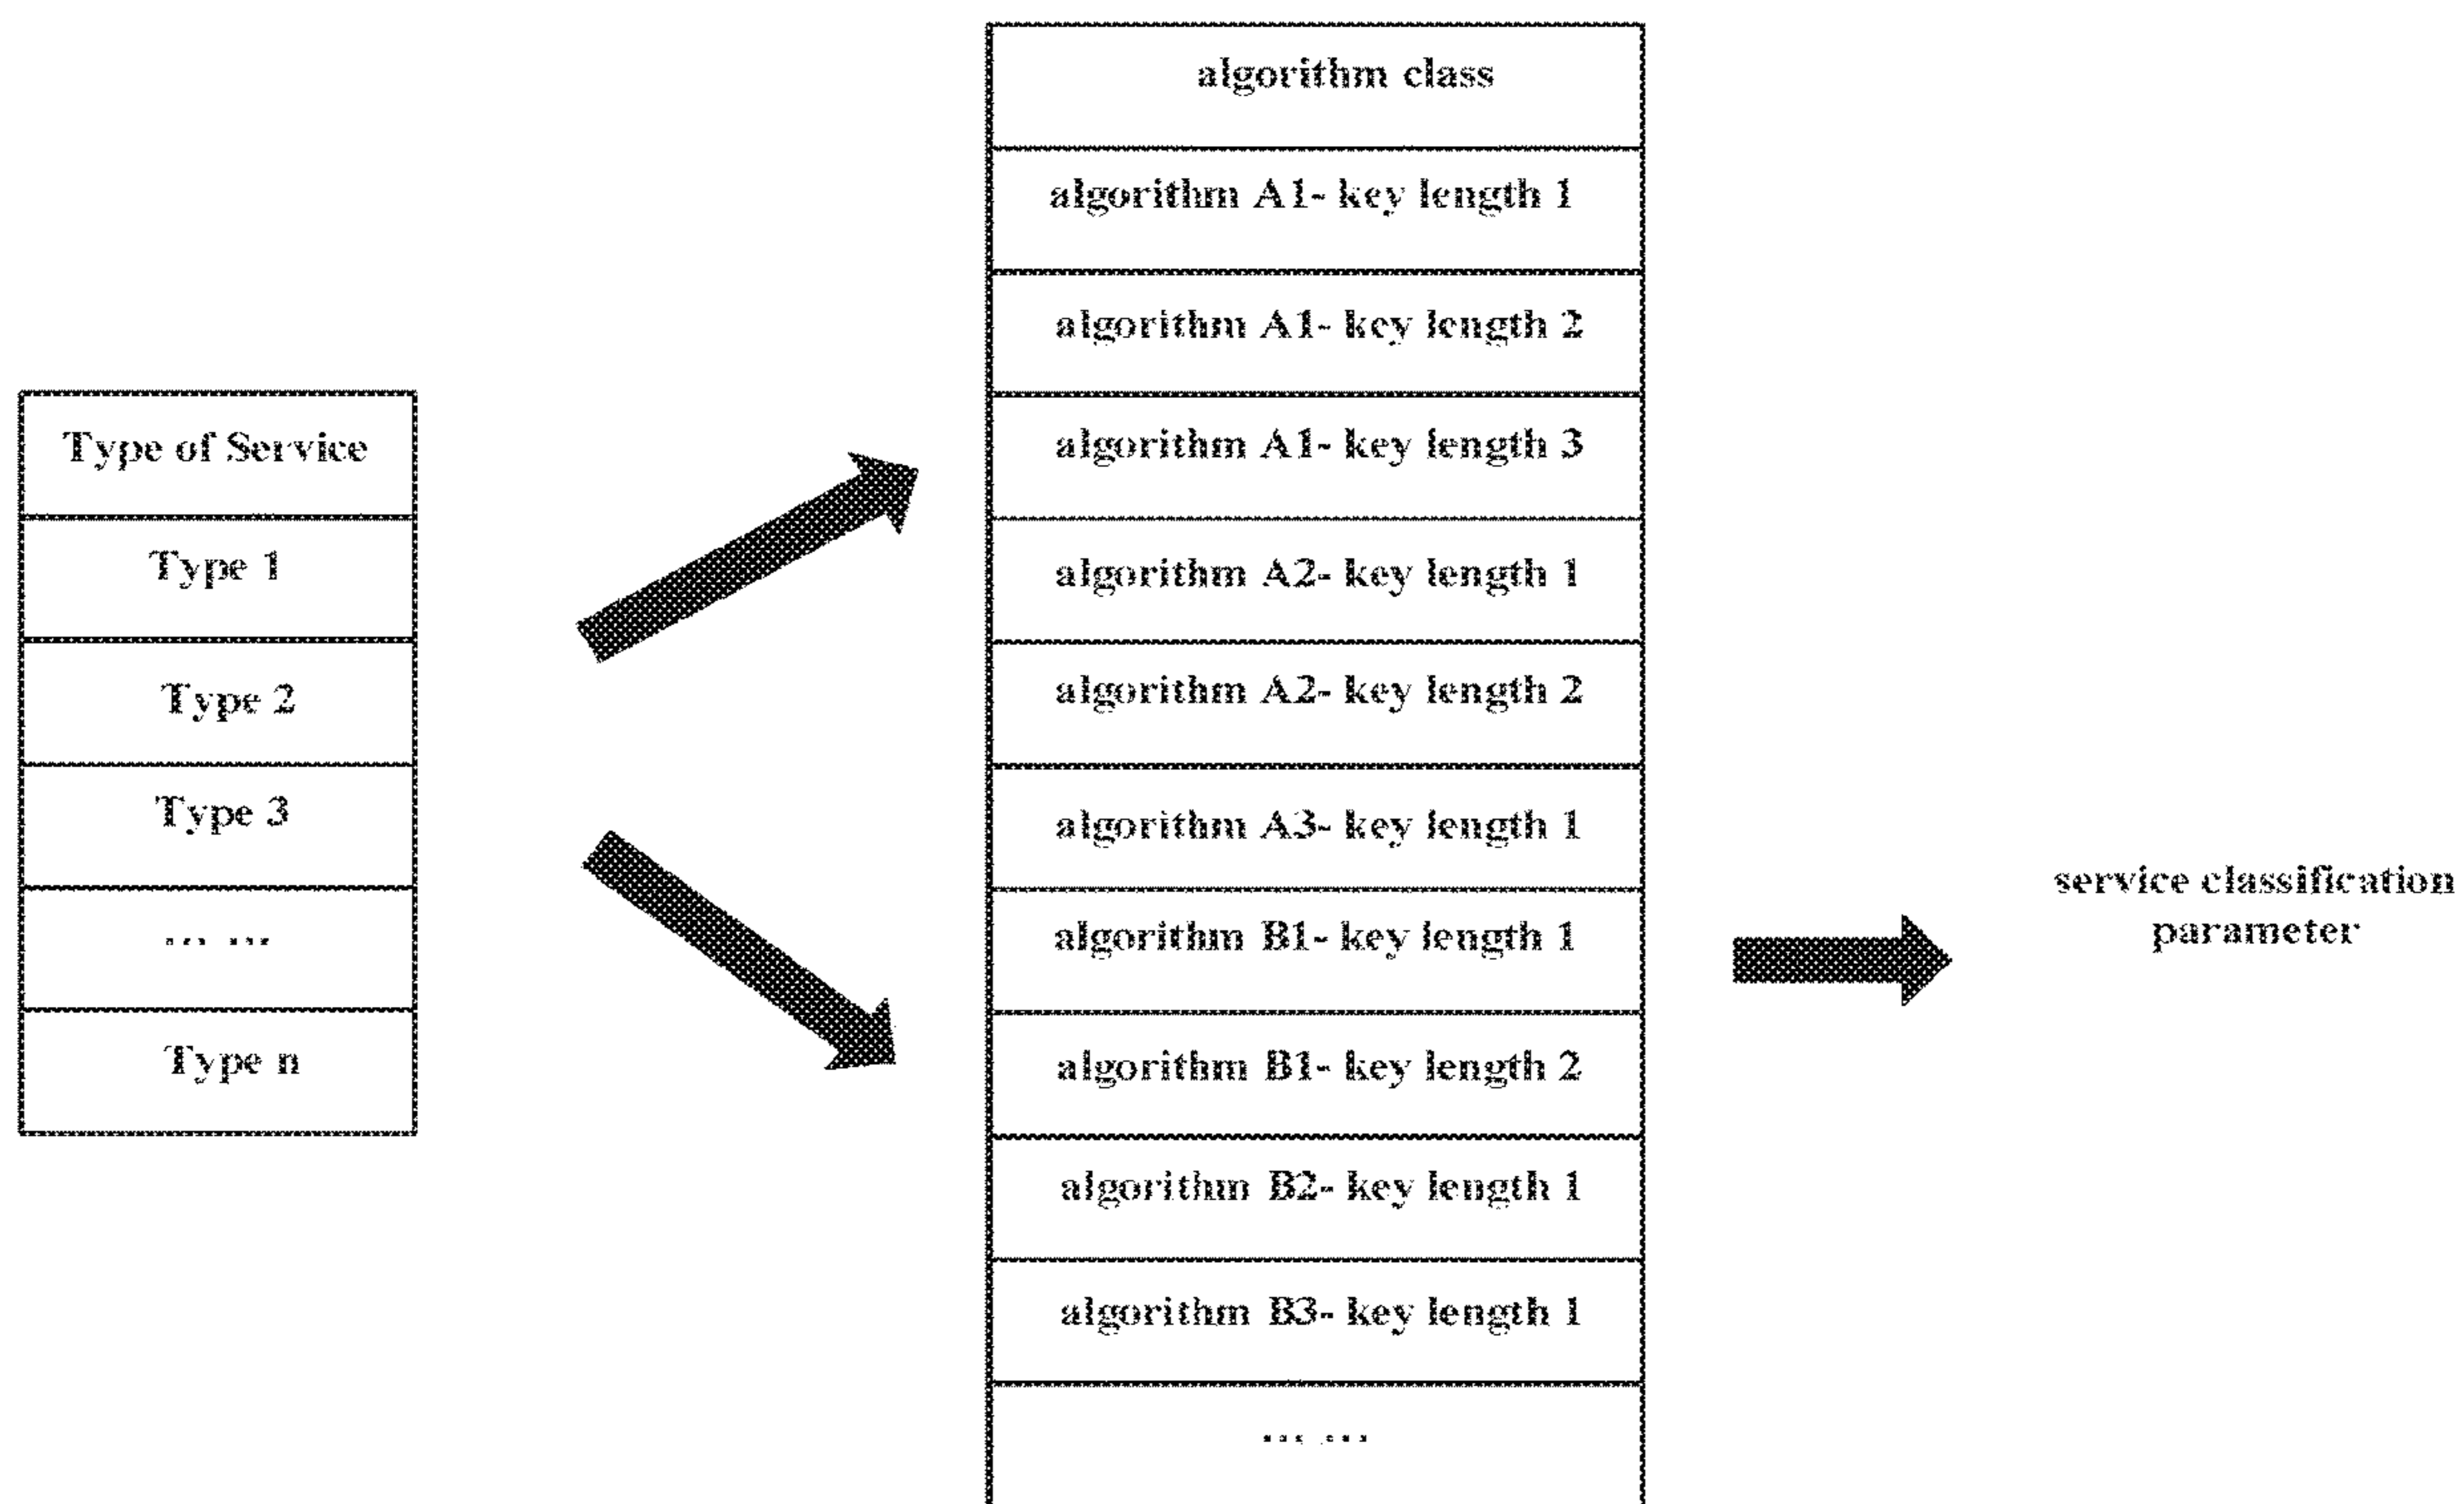 Type of Service
Type 1
Type 2
Type 3
... ...
Type n
algorithm class
algorithm A1- key length 1
algorithm A1- key length 2
algorithm A1- key length 3
algorithm A2- key length 1
algorithm A2- key length 2
algorithm A3- key length 1
algorithm B1- key length 1
algorithm B1- key length 2
algorithm B2- key length 1
algorithm B3- key length 1
... ...
service classification
parameter